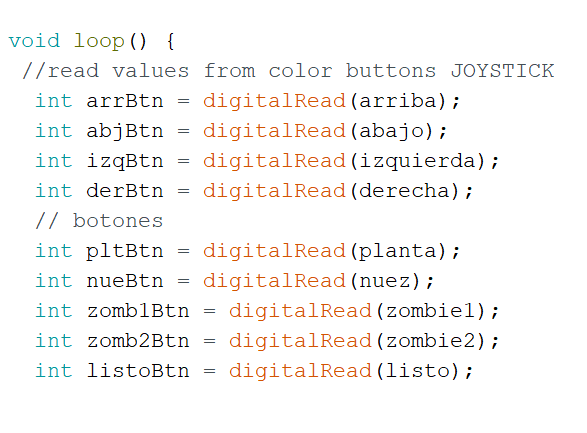 void loop() {
//read values from color buttons JOYSTICK
int arrBtn = digitalRead(arriba);
int abjBtn = digitalRead(abajo);
int izqBtn = digitalRead(izquierda);
int derBtn = digitalRead(derecha);
// botones
int pltBtn = digitalRead(planta);
int nueBtn = digitalRead(nuez);
int zomb1Btn = digitalRead(zombie1);
int zomb2Btn = digitalRead(zombie2);
int listoBtn = digitalRead(listo);